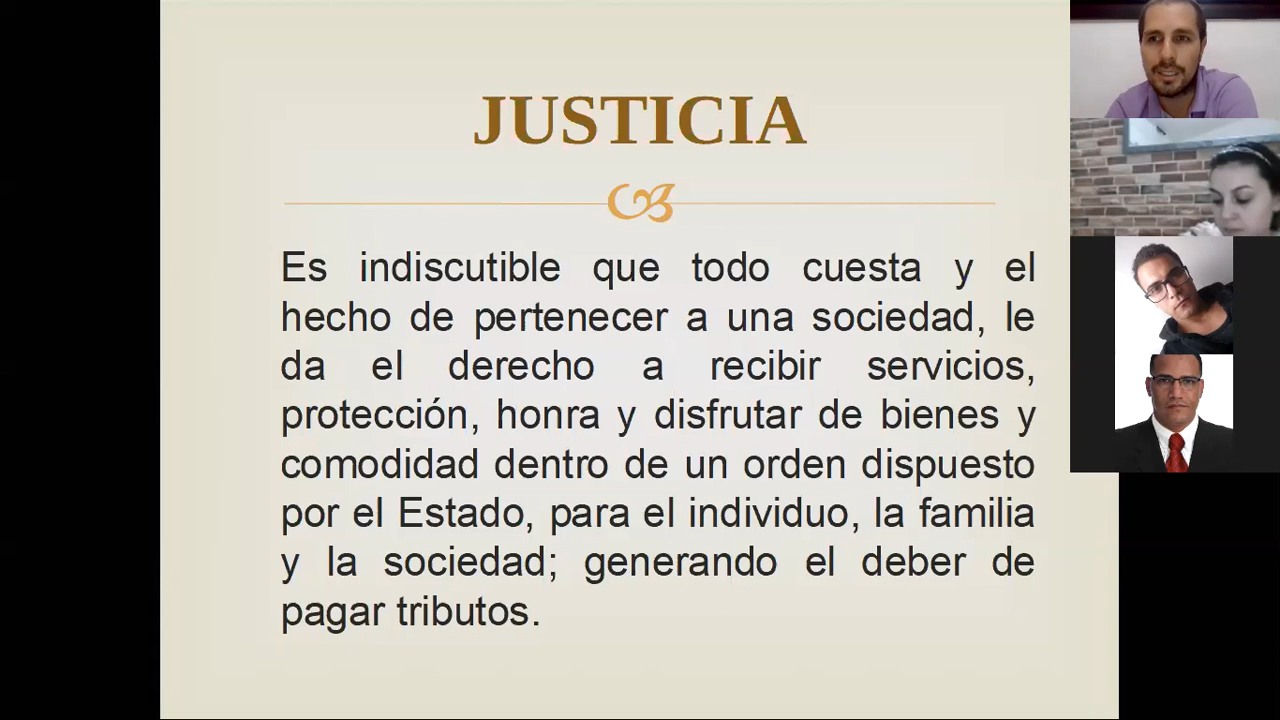 JUSTICIA
Es indiscutible que todo cuesta y el
hecho de pertenecer a una sociedad, le
da el derecho a recibir servicios,
protección, honra y disfrutar de bienes y
comodidad dentro de un orden dispuesto
por el Estado, para el individuo, la familia
y la sociedad; generando el deber de
pagar tributos.